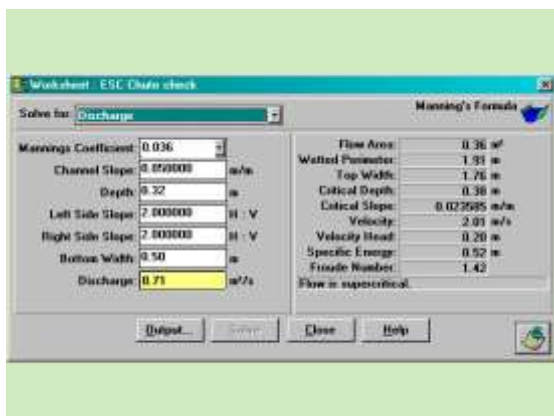 Worksheet : ESC Chute check
Solve for: Discharge
Manning's Formula
Mannings Coefficient: 0.036
Channel Slope: 0.050000 m/m
Depth: 0.32 m
Left Side Slope: 2.000000 H : V
Right Side Slope: 2.000000 H : V
Bottom Width: 0.50 m
Discharge: 0.71 m³/s
Flow Area: 0.36 m²
Wetted Perimeter: 1.91 m
Top Width: 1.76 m
Critical Depth: 0.38 m
Critical Slope: 0.023585 m/m
Velocity: 2.01 m/s
Velocity Head: 0.20 m
Specific Energy: 0.52 m
Froude Number: 1.42
Flow is supercritical.
Output... Solve Close Help